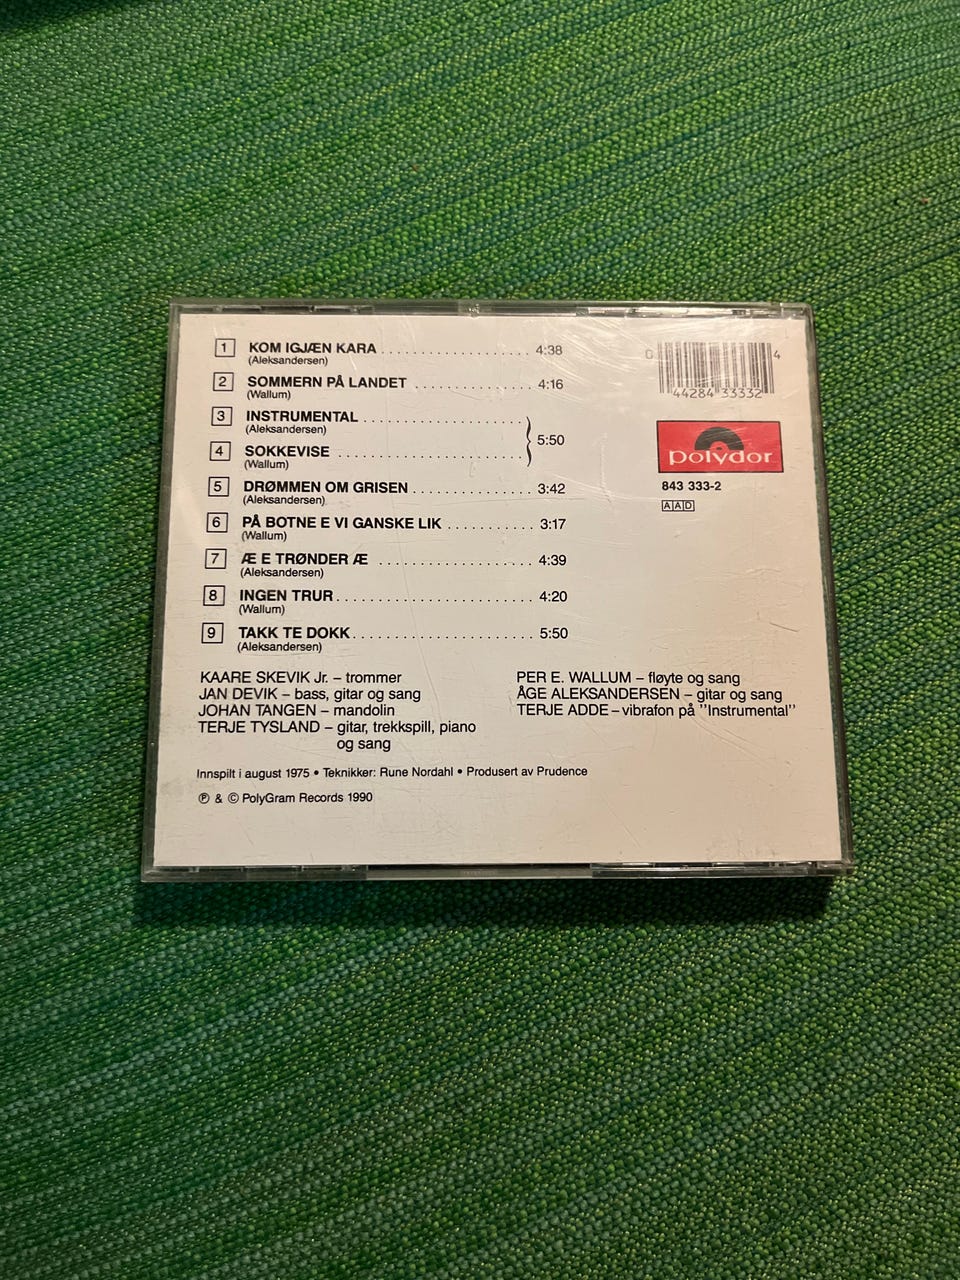 1 KOM IGJÆN KARA 4:38
(Aleksandersen)
2 SOMMERN PÅ LANDET 4:16
(Wallum)
3 INSTRUMENTAL
(Aleksandersen)
5:50
4 SOKKEVISE
(Wallum)
5 DRØMMEN OM GRISEN 3:42
(Aleksandersen)
6 PÅ BOTNE E VI GANSKE LIK 3:17
(Wallum)
7 Æ E TRØNDER Æ 4:39
(Aleksandersen)
8 INGEN TRUR 4:20
(Wallum)
9 TAKK TE DOKK 5:50
(Aleksandersen)
0 44284 33332 4
polydor
843 333-2
AAD
KAARE SKEVIK Jr. – trommer
JAN DEVIK – bass, gitar og sang
JOHAN TANGEN – mandolin
TERJE TYSLAND – gitar, trekkspill, piano
og sang
PER E. WALLUM – fløyte og sang
ÅGE ALEKSANDERSEN – gitar og sang
TERJE ADDE – vibrafon på ''Instrumental''
Innspilt i august 1975 • Teknikker: Rune Nordahl • Produsert av Prudence
℗ & © PolyGram Records 1990